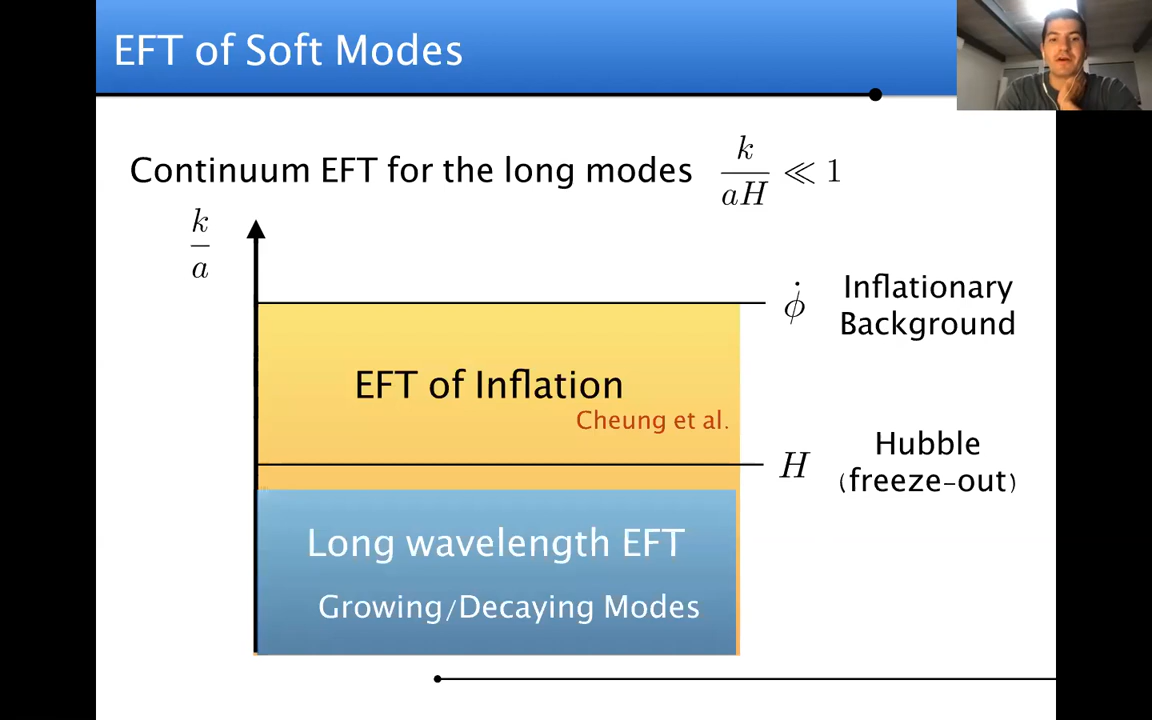 EFT of Soft Modes
Continuum EFT for the long modes k/aH ≪ 1
k/a
ϕ̇
Inflationary
Background
EFT of Inflation
Cheung et al.
H
Hubble
(freeze-out)
Long wavelength EFT
Growing/Decaying Modes